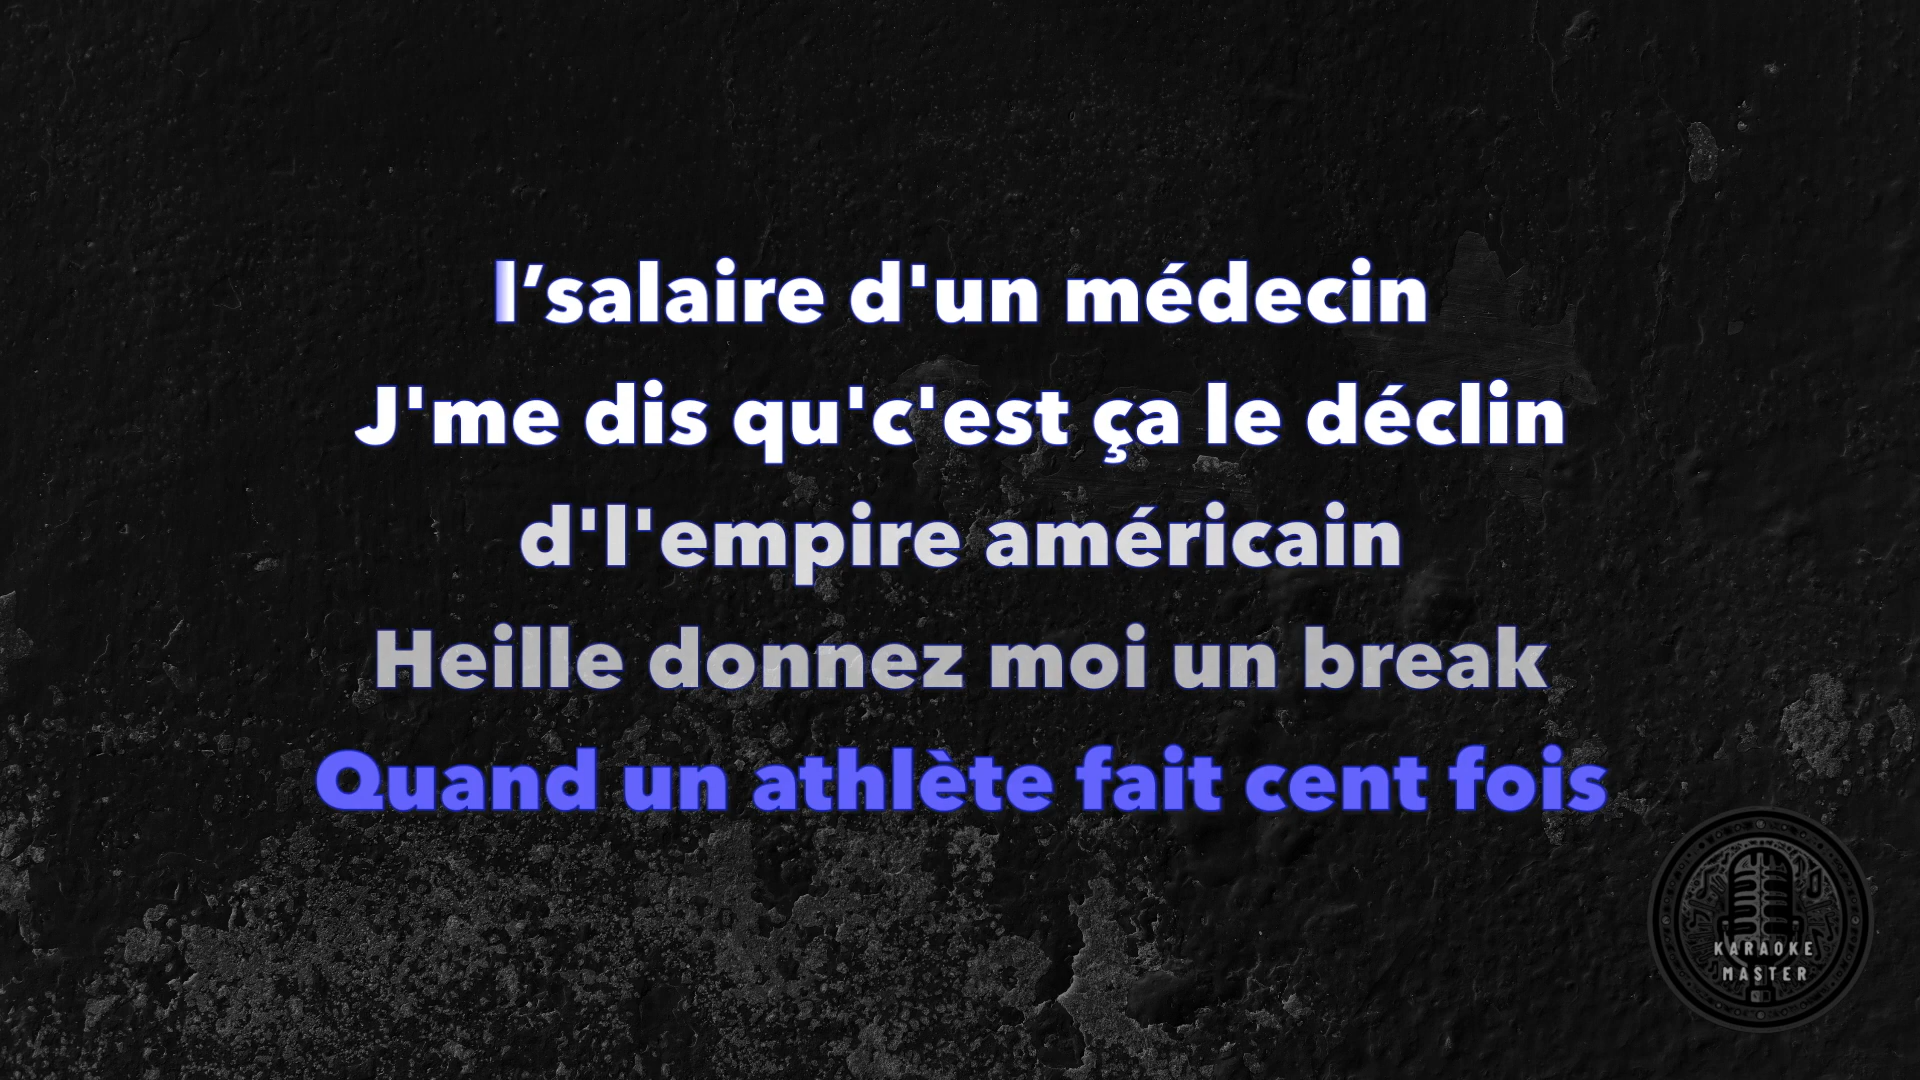 l’salaire d'un médecin
J'me dis qu'c'est ça le déclin
d'l'empire américain
Heille donnez moi un break
Quand un athlète fait cent fois
KARAOKE
MASTER